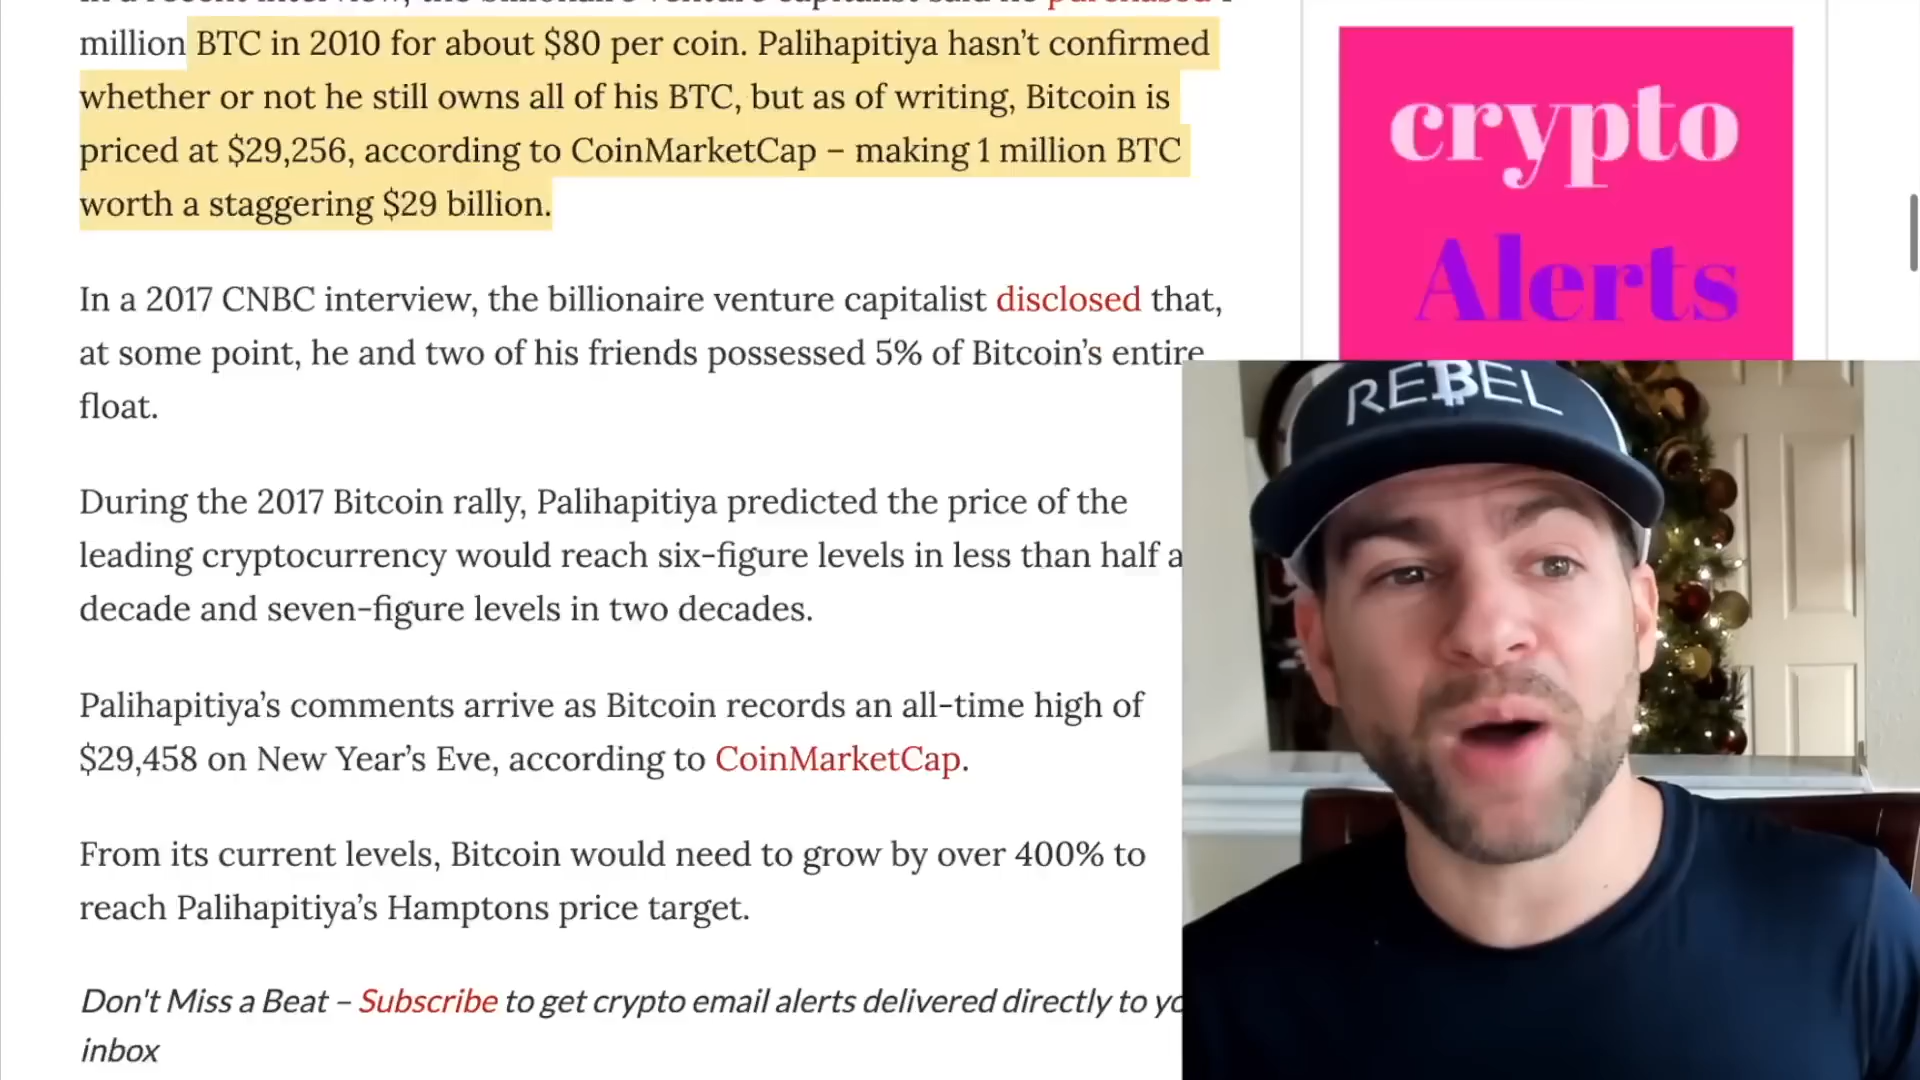 million BTC in 2010 for about $80 per coin. Palihapitiya hasn’t confirmed
whether or not he still owns all of his BTC, but as of writing, Bitcoin is
priced at $29,256, according to CoinMarketCap – making 1 million BTC
worth a staggering $29 billion.
In a 2017 CNBC interview, the billionaire venture capitalist disclosed that,
at some point, he and two of his friends possessed 5% of Bitcoin’s entire
float.
During the 2017 Bitcoin rally, Palihapitiya predicted the price of the
leading cryptocurrency would reach six-figure levels in less than half a
decade and seven-figure levels in two decades.
Palihapitiya’s comments arrive as Bitcoin records an all-time high of
$29,458 on New Year’s Eve, according to CoinMarketCap.
From its current levels, Bitcoin would need to grow by over 400% to
reach Palihapitiya’s Hamptons price target.
Don't Miss a Beat – Subscribe to get crypto email alerts delivered directly to
inbox
crypto
Alerts
REBEL